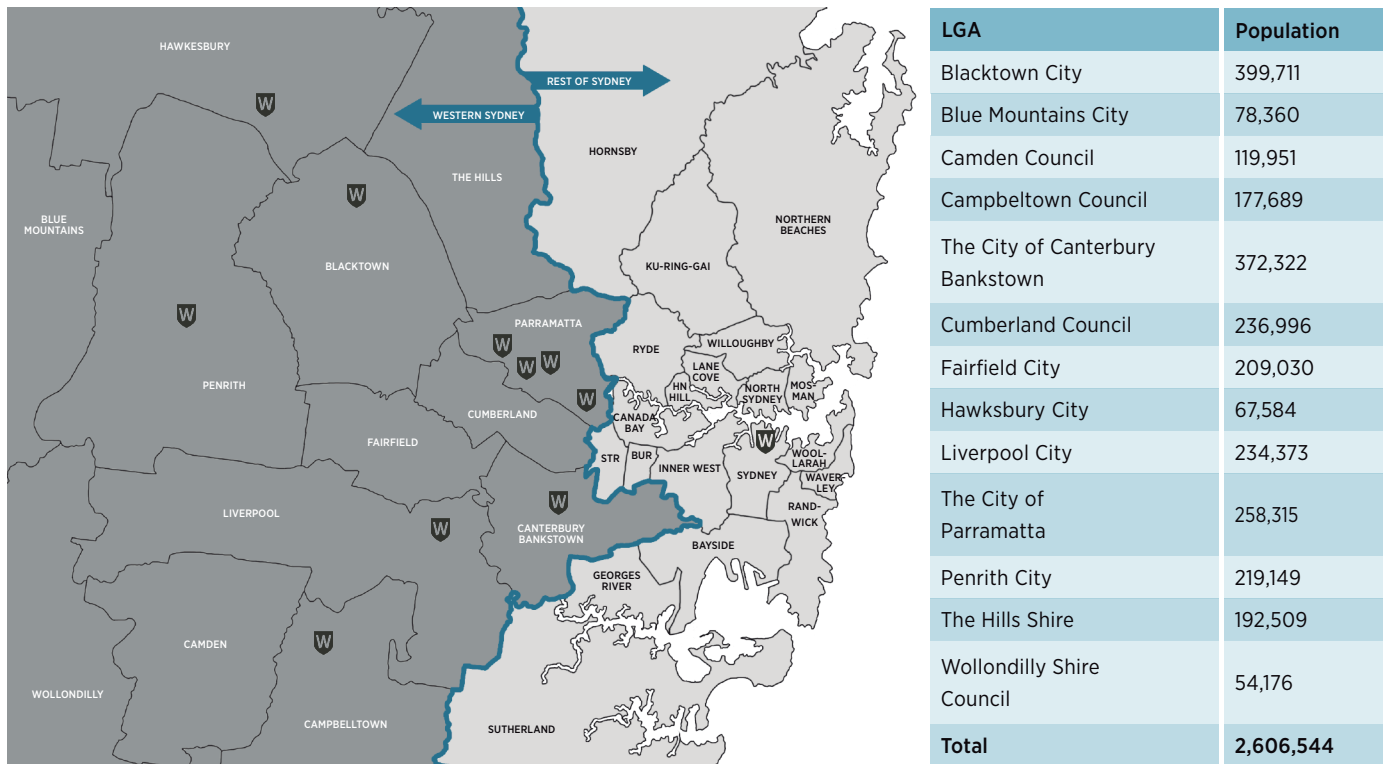 HAWKESBURY
W
REST OF SYDNEY
WESTERN SYDNEY
HORNSBY
THE HILLS
W
BLUE
MOUNTAINS
NORTHERN
BEACHES
BLACKTOWN
KU-RING-GAI
W
PARRAMATTA
W
W
W
W
RYDE
WILLOUGHBY
LANE
COVE
PENRITH
HN
HILL
NORTH
SYDNEY
MOS-
MAN
CUMBERLAND
CANADA
BAY
FAIRFIELD
W
STR
BUR
INNER WEST
SYDNEY
WOOL-
LARAH
WAVER
LEY
RAND-
WICK
LIVERPOOL
W
W
CANTERBURY
BANKSTOWN
BAYSIDE
GEORGES
RIVER
CAMDEN
W
WOLLONDILLY
CAMPBELLTOWN
SUTHERLAND
LGA Population
Blacktown City 399,711
Blue Mountains City 78,360
Camden Council 119,951
Campbeltown Council 177,689
The City of Canterbury
Bankstown 372,322
Cumberland Council 236,996
Fairfield City 209,030
Hawksbury City 67,584
Liverpool City 234,373
The City of
Parramatta 258,315
Penrith City 219,149
The Hills Shire 192,509
Wollondilly Shire
Council 54,176
Total 2,606,544